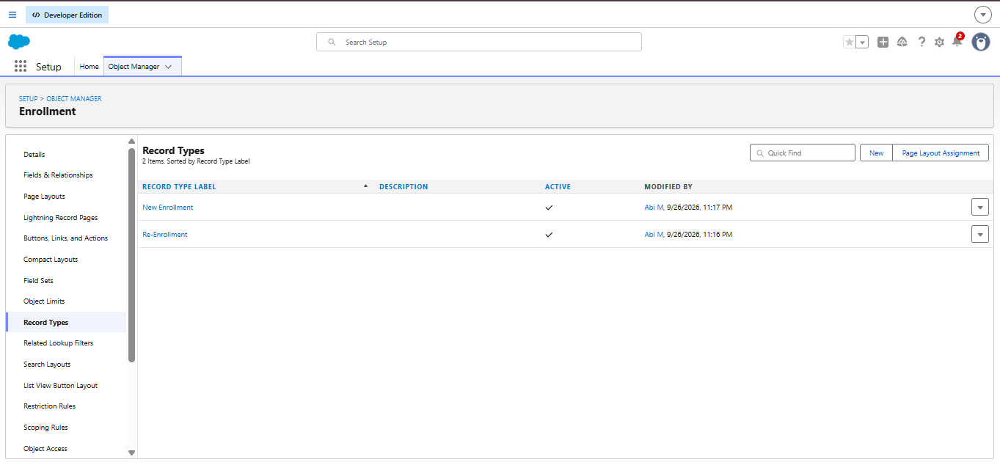 Developer Edition
Search Setup
2
Setup
Home
Object Manager
SETUP > OBJECT MANAGER
Enrollment
Details
Fields & Relationships
Page Layouts
Lightning Record Pages
Buttons, Links, and Actions
Compact Layouts
Field Sets
Object Limits
Record Types
Related Lookup Filters
Search Layouts
List View Button Layout
Restriction Rules
Scoping Rules
Object Access
Record Types
2 Items, Sorted by Record Type Label
Quick Find
New
Page Layout Assignment
RECORD TYPE LABEL DESCRIPTION ACTIVE MODIFIED BY
New Enrollment Abi M, 9/26/2026, 11:17 PM
Re-Enrollment Abi M, 9/26/2026, 11:16 PM